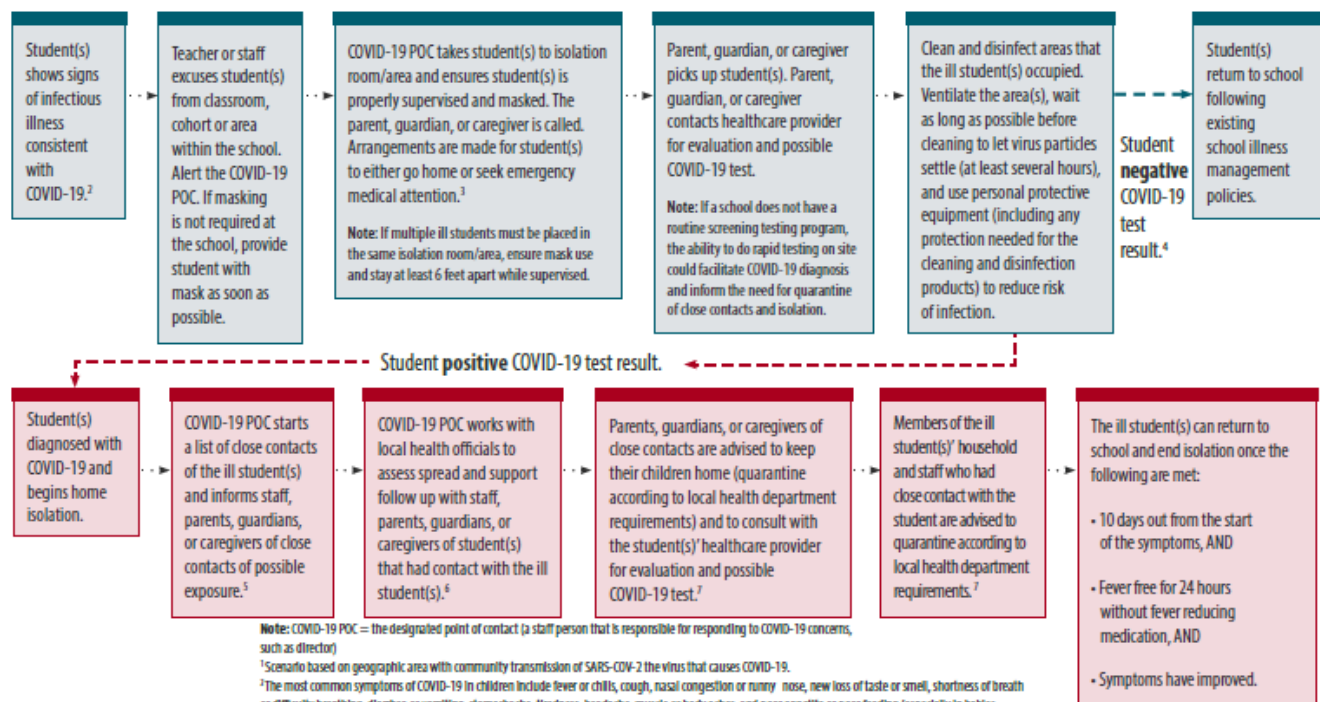 Student(s)
shows signs
of infectious
illness
consistent
with
COVID-19.²
Teacher or staff
excuses student(s)
from classroom,
cohort or area
within the school.
Alert the COVID-19
POC. If masking
is not required at
the school, provide
student with
mask as soon as
possible.
COVID-19 POC takes student(s) to isolation
room/area and ensures student(s) is
properly supervised and masked. The
parent, guardian, or caregiver is called.
Arrangements are made for student(s)
to either go home or seek emergency
medical attention.³
Note: If multiple ill students must be placed in
the same isolation room/area, ensure mask use
and stay at least 6 feet apart while supervised.
Parent, guardian, or caregiver
picks up student(s). Parent,
guardian, or caregiver
contacts healthcare provider
for evaluation and possible
COVID-19 test.
Note: If a school does not have a
routine screening testing program,
the ability to do rapid testing on site
could facilitate COVID-19 diagnosis
and inform the need for quarantine
of close contacts and isolation.
Clean and disinfect areas that
the ill student(s) occupied.
Ventilate the area(s), wait
as long as possible before
cleaning to let virus particles
settle (at least several hours),
and use personal protective
equipment (including any
protection needed for the
cleaning and disinfection
products) to reduce risk
of infection.
Student
negative
COVID-19
test
result.⁴
Student(s)
return to school
following
existing
school illness
management
policies.
Student positive COVID-19 test result.
Student(s)
diagnosed with
COVID-19 and
begins home
isolation.
COVID-19 POC starts
a list of close contacts
of the ill student(s)
and informs staff,
parents, guardians,
or caregivers of close
contacts of possible
exposure.⁵
COVID-19 POC works with
local health officials to
assess spread and support
follow up with staff,
parents, guardians, or
caregivers of student(s)
that had contact with the ill
student(s).⁶
Parents, guardians, or caregivers of
close contacts are advised to keep
their children home (quarantine
according to local health department
requirements) and to consult with
the student(s)' healthcare provider
for evaluation and possible
COVID-19 test.⁷
Members of the ill
student(s)' household
and staff who had
close contact with the
student are advised to
quarantine according to
local health department
requirements.⁷
The ill student(s) can return to
school and end isolation once the
following are met:
• 10 days out from the start
of the symptoms, AND
• Fever free for 24 hours
without fever reducing
medication, AND
• Symptoms have improved.
Note: COVID-19 POC = the designated point of contact (a staff person that is responsible for responding to COVID-19 concerns,
such as director)
¹Scenario based on geographic area with community transmission of SARS-COV-2 the virus that causes COVID-19.
²The most common symptoms of COVID-19 in children include fever or chills, cough, nasal congestion or runny nose, new loss of taste or smell, shortness of breath